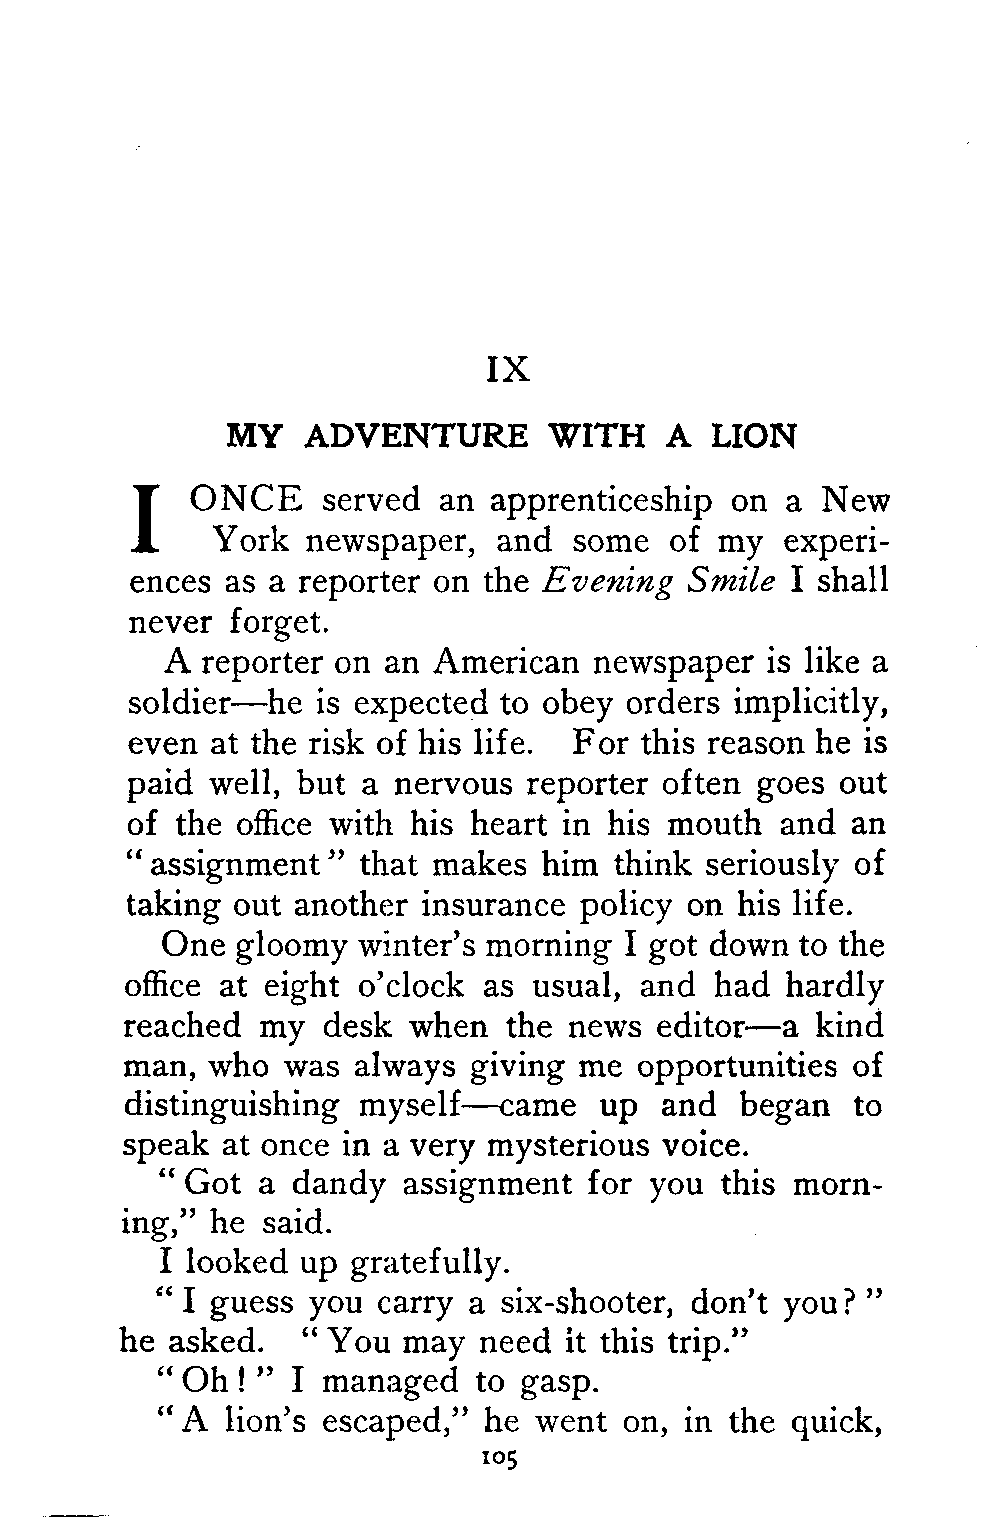 IX
MY ADVENTURE WITH A LION
I ONCE served an apprenticeship on a New
York newspaper, and some of my experi-
ences as a reporter on the Evening Smile I shall
never forget.
A reporter on an American newspaper is like a
soldier—he is expected to obey orders implicitly,
even at the risk of his life. For this reason he is
paid well, but a nervous reporter often goes out
of the office with his heart in his mouth and an
“assignment” that makes him think seriously of
taking out another insurance policy on his life.
One gloomy winter’s morning I got down to the
office at eight o’clock as usual, and had hardly
reached my desk when the news editor—a kind
man, who was always giving me opportunities of
distinguishing myself—came up and began to
speak at once in a very mysterious voice.
“Got a dandy assignment for you this morn-
ing,” he said.
I looked up gratefully.
“I guess you carry a six-shooter, don’t you?”
he asked. “You may need it this trip.”
“Oh!” I managed to gasp.
“A lion’s escaped,” he went on, in the quick,
105